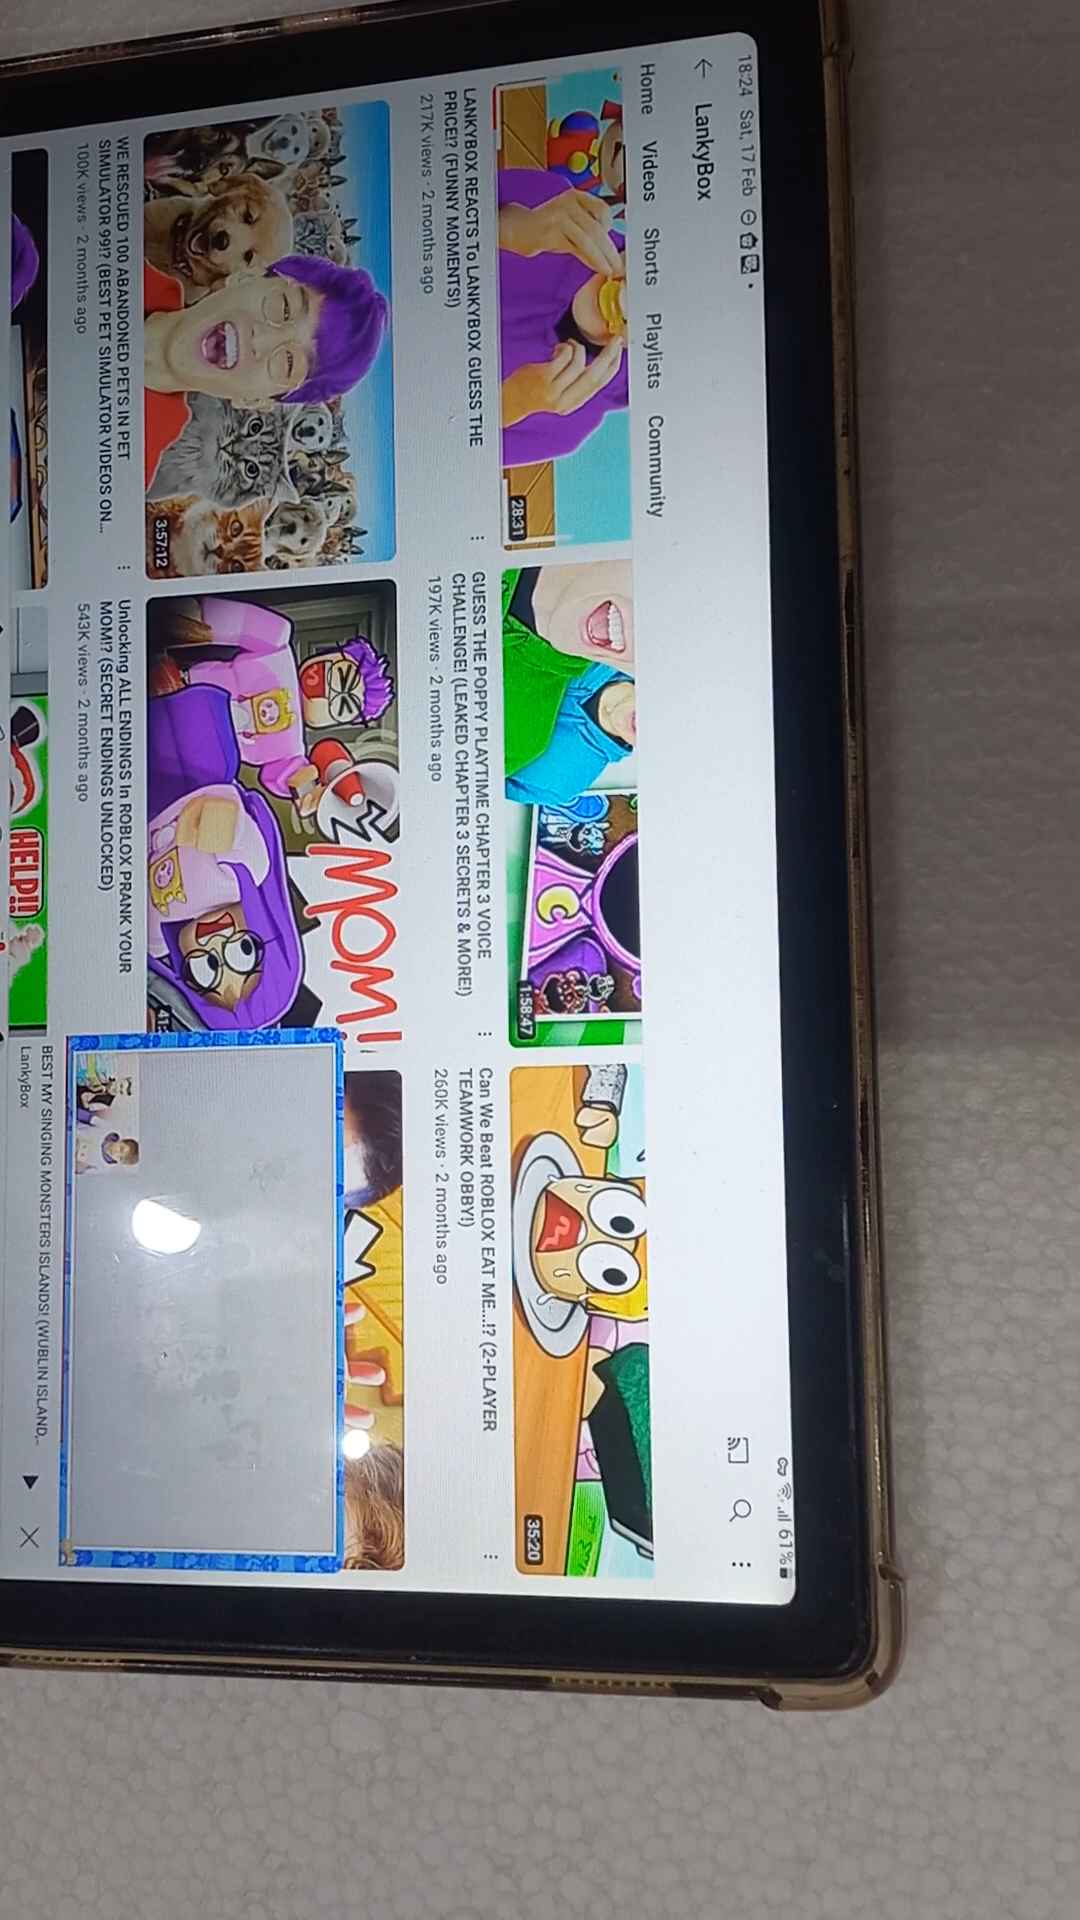 18:24 Sat, 17 Feb
61%
← LankyBox
Home Videos Shorts Playlists Community
28:31
1:58:47
35:20
LANKYBOX REACTS To LANKYBOX GUESS THE
PRICE!? (FUNNY MOMENTS!)
217K views · 2 months ago
GUESS THE POPPY PLAYTIME CHAPTER 3 VOICE
CHALLENGE! (LEAKED CHAPTER 3 SECRETS & MORE!)
197K views · 2 months ago
Can We Beat ROBLOX EAT ME...!? (2-PLAYER
TEAMWORK OBBY!)
260K views · 2 months ago
MOM!
3:57:12
41:
WE RESCUED 100 ABANDONED PETS IN PET
SIMULATOR 99!? (BEST PET SIMULATOR VIDEOS ON...
100K views · 2 months ago
Unlocking ALL ENDINGS In ROBLOX PRANK YOUR
MOM!? (SECRET ENDINGS UNLOCKED)
543K views · 2 months ago
HELP!!
BEST MY SINGING MONSTERS ISLANDS! (WUBLIN ISLAND,...
LankyBox